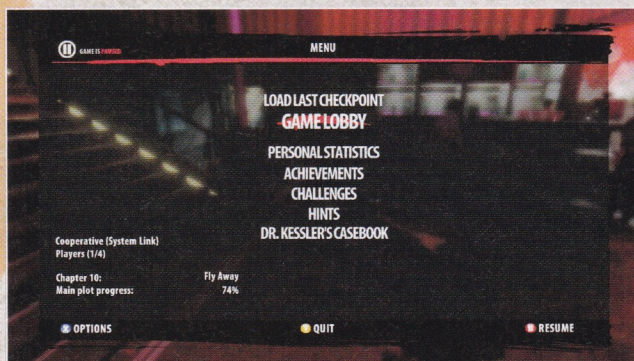 GAME IS PAUSED
MENU
LOAD LAST CHECKPOINT
GAME LOBBY
PERSONAL STATISTICS
ACHIEVEMENTS
CHALLENGES
HINTS
DR. KESSLER'S CASEBOOK
Cooperative (System Link)
Players (1/4)
Chapter 10: Fly Away
Main plot progress: 74%
X OPTIONS
Y QUIT
B RESUME